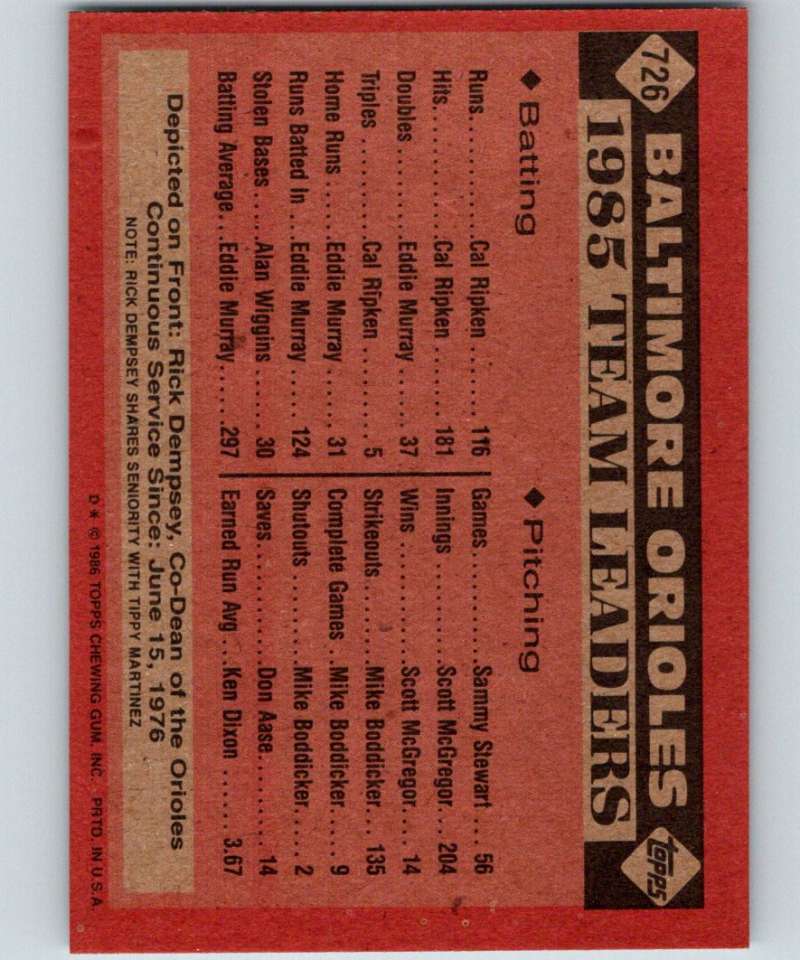 726 BALTIMORE ORIOLES topps
1985 TEAM LEADERS
◆ Batting
Runs..........Cal Ripken ......116
Hits..............Cal Ripken ......181
Doubles ........Eddie Murray .....37
Triples ..........Cal Ripken ..........5
Home Runs .....Eddie Murray .....31
Runs Batted In ..Eddie Murray .....124
Stolen Bases ....Alan Wiggins .....30
Batting Average...Eddie Murray.....297
◆ Pitching
Games............Sammy Stewart ...56
Innings............Scott McGregor...204
Wins..............Scott McGregor....14
Strikeouts........Mike Boddicker...135
Complete Games ..Mike Boddicker.....9
Shutouts ..........Mike Boddicker.....2
Saves..............Don Aase..........14
Earned Run Avg ...Ken Dixon ......3.67
Depicted on Front: Rick Dempsey, Co-Dean of the Orioles
Continuous Service Since: June 15, 1976
NOTE: RICK DEMPSEY SHARES SENIORITY WITH TIPPY MARTINEZ
D* © 1986 TOPPS CHEWING GUM, INC. PRTD. IN U.S.A.